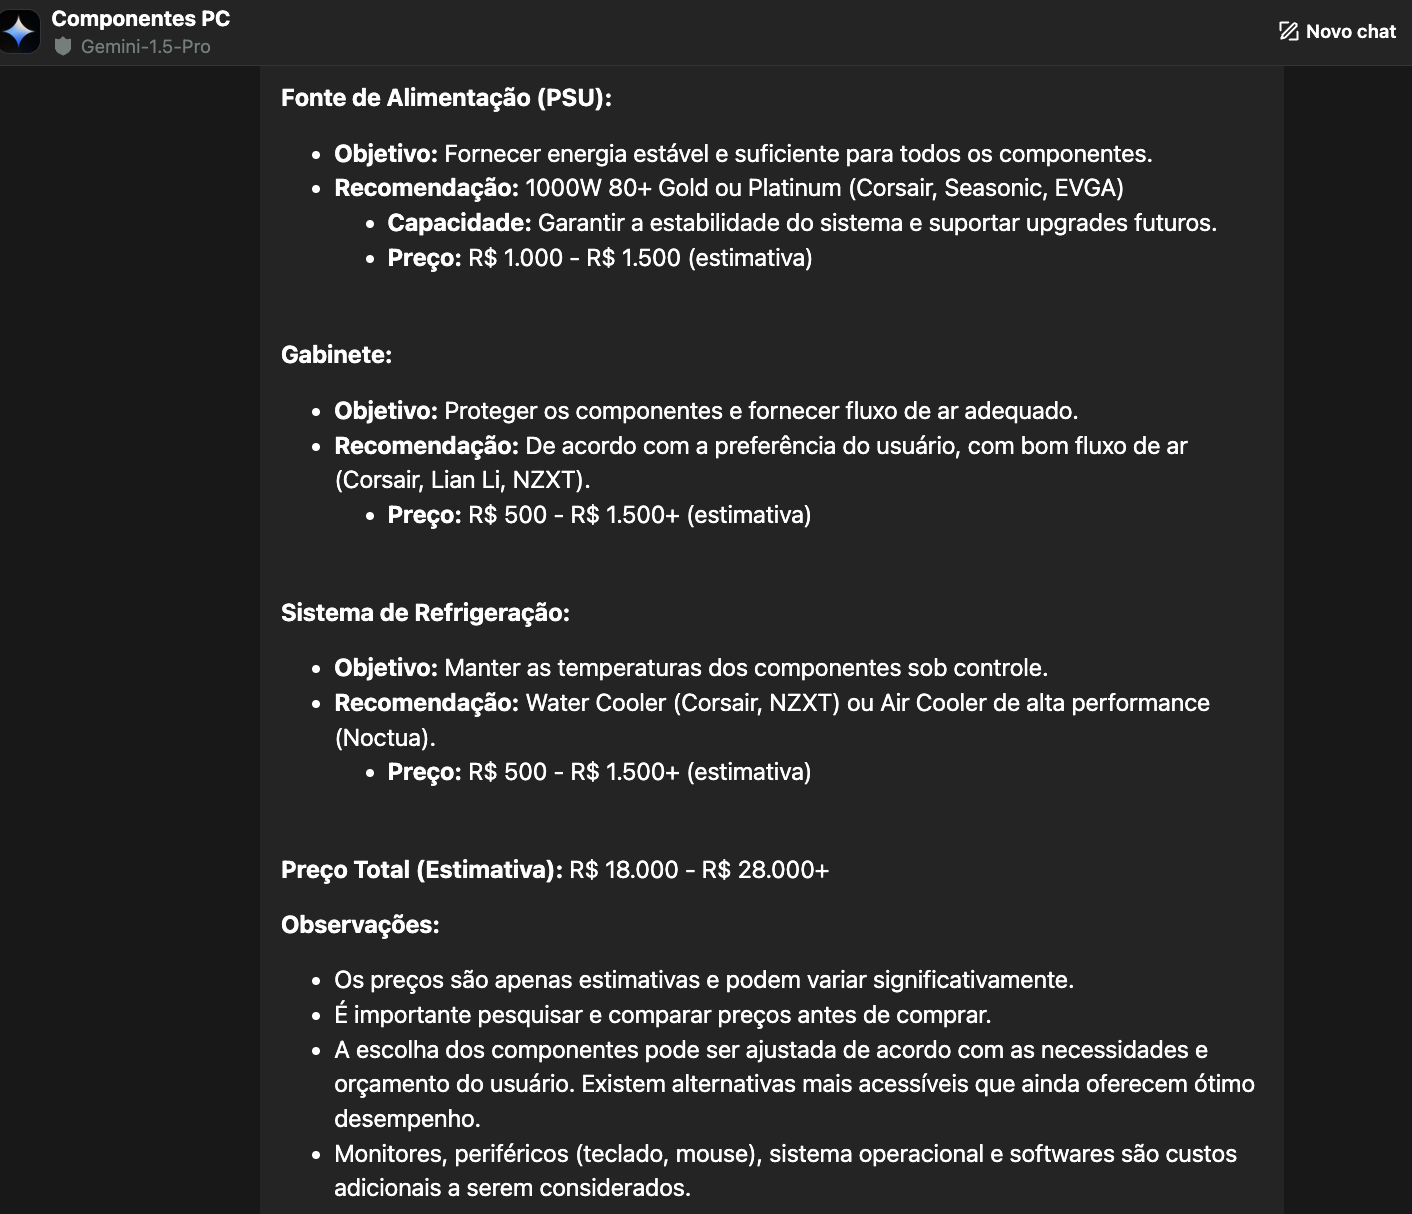 Componentes PC
Gemini-1.5-Pro
Novo chat
Fonte de Alimentação (PSU):
Objetivo: Fornecer energia estável e suficiente para todos os componentes.
Recomendação: 1000W 80+ Gold ou Platinum (Corsair, Seasonic, EVGA)
Capacidade: Garantir a estabilidade do sistema e suportar upgrades futuros.
Preço: R$ 1.000 - R$ 1.500 (estimativa)
Gabinete:
Objetivo: Proteger os componentes e fornecer fluxo de ar adequado.
Recomendação: De acordo com a preferência do usuário, com bom fluxo de ar
(Corsair, Lian Li, NZXT).
Preço: R$ 500 - R$ 1.500+ (estimativa)
Sistema de Refrigeração:
Objetivo: Manter as temperaturas dos componentes sob controle.
Recomendação: Water Cooler (Corsair, NZXT) ou Air Cooler de alta performance
(Noctua).
Preço: R$ 500 - R$ 1.500+ (estimativa)
Preço Total (Estimativa): R$ 18.000 - R$ 28.000+
Observações:
Os preços são apenas estimativas e podem variar significativamente.
É importante pesquisar e comparar preços antes de comprar.
A escolha dos componentes pode ser ajustada de acordo com as necessidades e
orçamento do usuário. Existem alternativas mais acessíveis que ainda oferecem ótimo
desempenho.
Monitores, periféricos (teclado, mouse), sistema operacional e softwares são custos
adicionais a serem considerados.